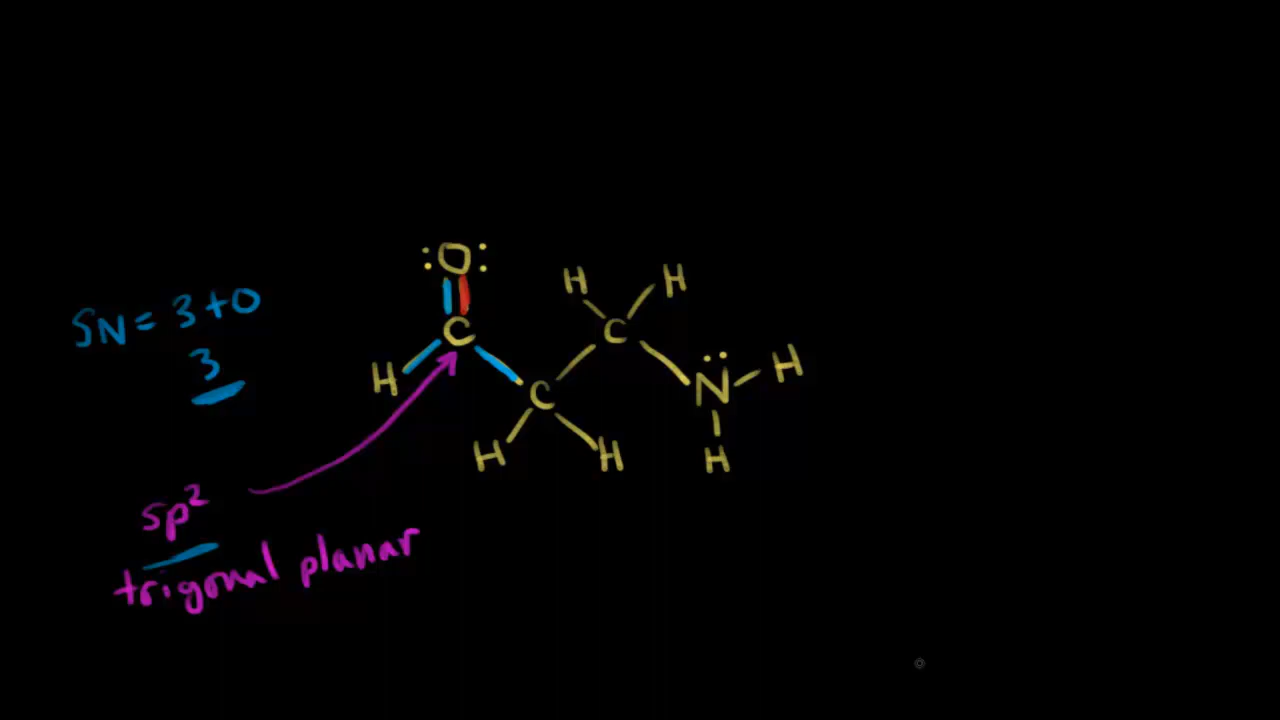 O
H H
SN = 3+0
C C
3
H N H
C
H H H
sp²
trigonal planar